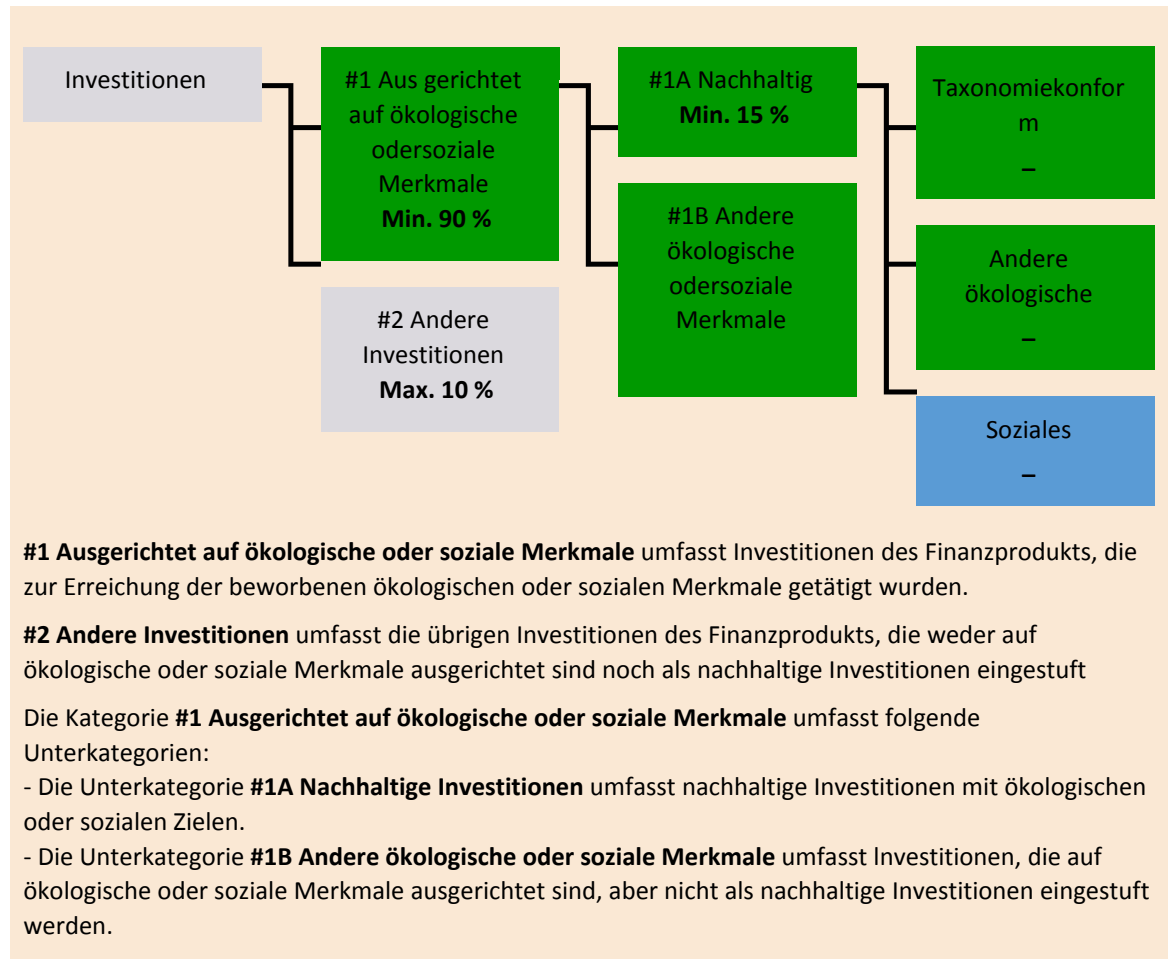 Investitionen
#1 Aus gerichtet
auf ökologische
odersoziale
Merkmale
Min. 90 %
#2 Andere
Investitionen
Max. 10 %
#1A Nachhaltig
Min. 15 %
#1B Andere
ökologische
odersoziale
Merkmale
Taxonomiekonfor
m
–
Andere
ökologische
–
Soziales
–
#1 Ausgerichtet auf ökologische oder soziale Merkmale umfasst Investitionen des Finanzprodukts, die
zur Erreichung der beworbenen ökologischen oder sozialen Merkmale getätigt wurden.
#2 Andere Investitionen umfasst die übrigen Investitionen des Finanzprodukts, die weder auf
ökologische oder soziale Merkmale ausgerichtet sind noch als nachhaltige Investitionen eingestuft
Die Kategorie #1 Ausgerichtet auf ökologische oder soziale Merkmale umfasst folgende
Unterkategorien:
- Die Unterkategorie #1A Nachhaltige Investitionen umfasst nachhaltige Investitionen mit ökologischen
oder sozialen Zielen.
- Die Unterkategorie #1B Andere ökologische oder soziale Merkmale umfasst lnvestitionen, die auf
ökologische oder soziale Merkmale ausgerichtet sind, aber nicht als nachhaltige Investitionen eingestuft
werden.